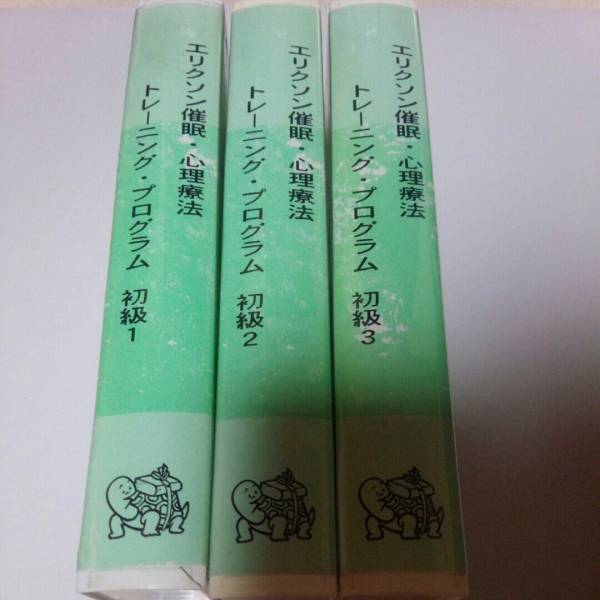 エリクソン催眠・心理療法
トレーニング・プログラム 初級1
エリクソン催眠・心理療法
トレーニング・プログラム 初級2
エリクソン催眠・心理療法
トレーニング・プログラム 初級3